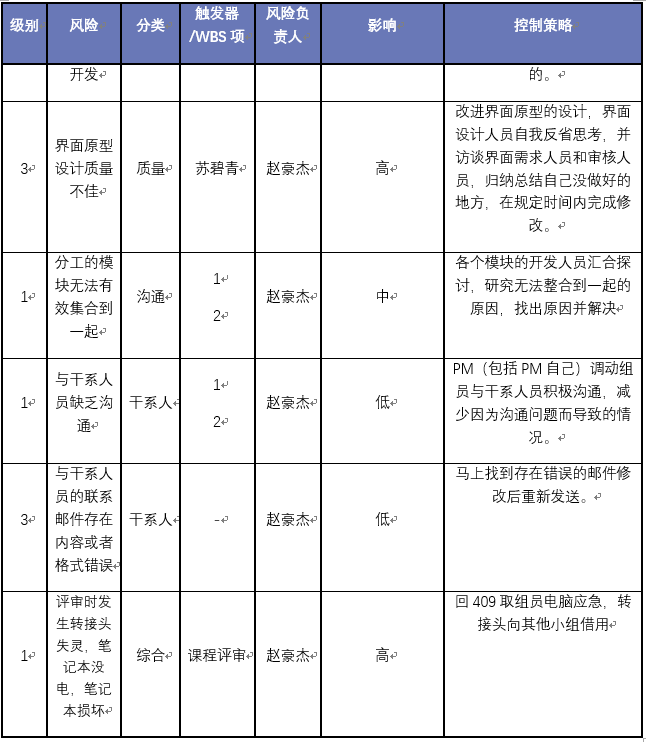 级别 风险 分类 触发器/WBS 项 风险负责人 影响 控制策略
开发
的。
3
界面原型
设计质量
不佳
质量
苏碧青
赵豪杰
高
改进界面原型的设计，界面
设计人员自我反省思考，并
访谈界面需求人员和审核人
员，归纳总结自己没做好的
地方，在规定时间内完成修
改。
1
分工的模
块无法有
效集合到
一起
沟通
1
2
赵豪杰
中
各个模块的开发人员汇合探
讨，研究无法整合到一起的
原因，找出原因并解决
1
与干系人
员缺乏沟
通
干系人
1
2
赵豪杰
低
PM（包括 PM 自己）调动组
员与干系人员积极沟通，减
少因为沟通问题而导致的情
况。
3
与干系人
员的联系
邮件存在
内容或者
格式错误
干系人
-
赵豪杰
低
马上找到存在错误的邮件修
改后重新发送。
1
评审时发
生转接头
失灵，笔
记本没
电，笔记
本损坏
综合
课程评审
赵豪杰
高
回 409 取组员电脑应急，转
接头向其他小组借用